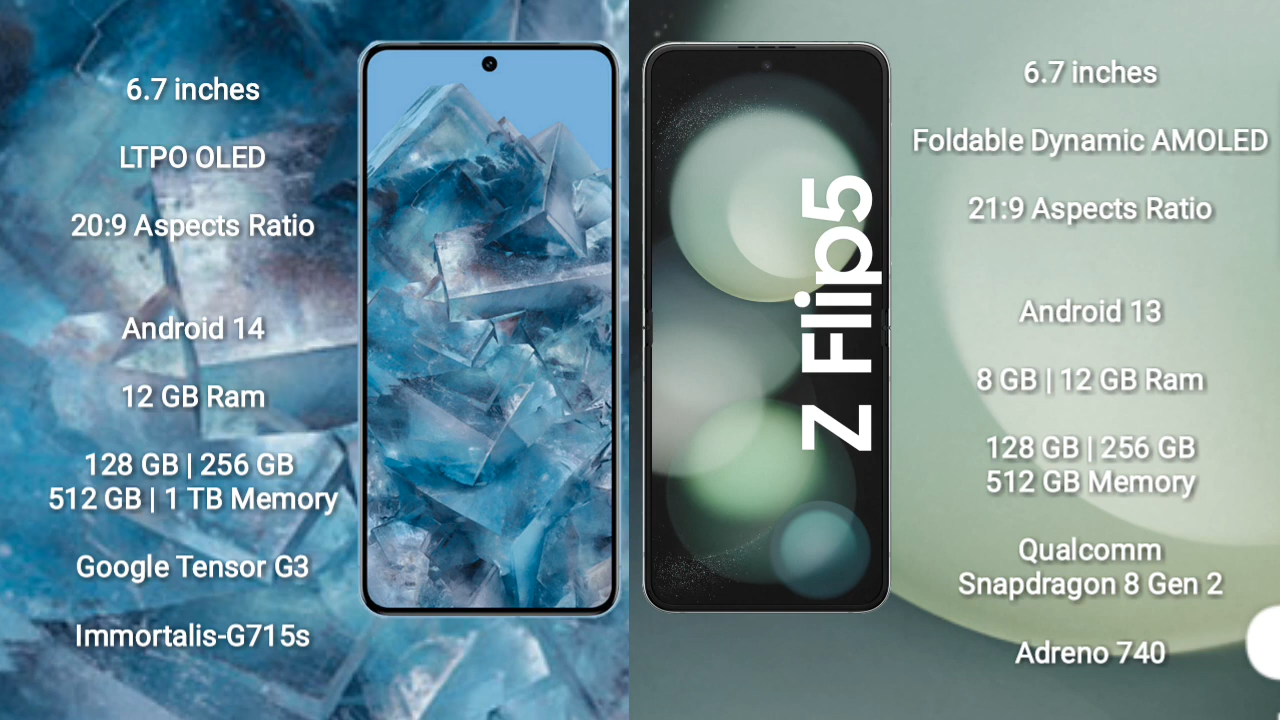 6.7 inches
LTPO OLED
20:9 Aspects Ratio
Android 14
12 GB Ram
128 GB | 256 GB
512 GB | 1 TB Memory
Google Tensor G3
Immortalis-G715s
Z Flip5
6.7 inches
Foldable Dynamic AMOLED
21:9 Aspects Ratio
Android 13
8 GB | 12 GB Ram
128 GB | 256 GB
512 GB Memory
Qualcomm
Snapdragon 8 Gen 2
Adreno 740